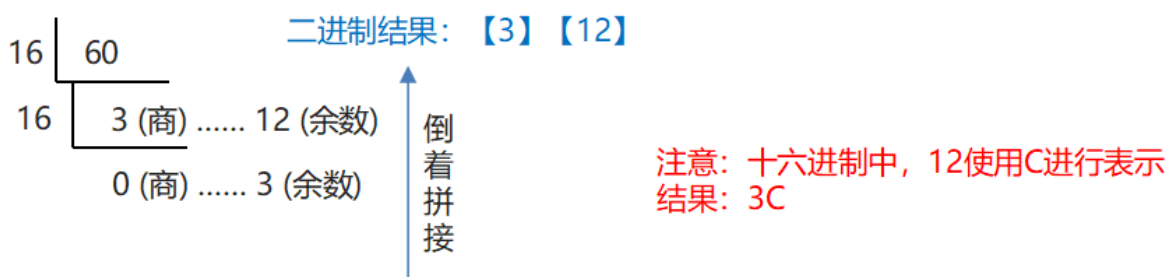 二进制结果：【3】【12】
16 60
16 3 (商) ...... 12 (余数)
0 (商) ...... 3 (余数)
倒着拼接
注意：十六进制中，12使用C进行表示
结果：3C